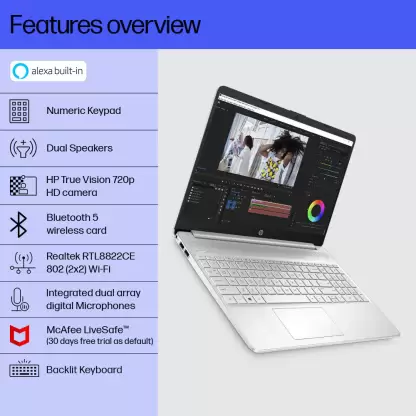 Features overview
alexa built-in
Numeric Keypad
Dual Speakers
HP True Vision 720p
HD camera
Bluetooth 5
wireless card
Realtek RTL8822CE
802 (2x2) Wi-Fi
Integrated dual array
digital Microphones
McAfee LiveSafe™
(30 days free trial as default)
Backlit Keyboard